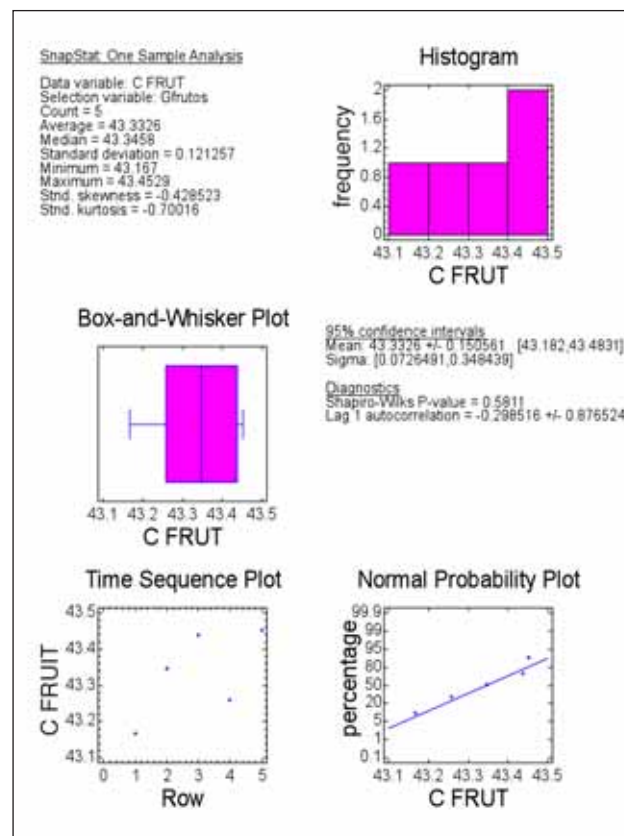 SnapStat: One Sample Analysis
Data variable: C FRUT
Selection variable: Gfrutos
Count = 5
Average = 43.3326
Median = 43.3458
Standard deviation = 0.121257
Minimum = 43.167
Maximum = 43.4529
Stnd. skewness = -0.428523
Stnd. kurtosis = -0.70016
Histogram
frequency
2
1.6
1.2
0.8
0.4
0
43.1 43.2 43.3 43.4 43.5
C FRUT
Box-and-Whisker Plot
43.1 43.2 43.3 43.4 43.5
C FRUT
95% confidence intervals
Mean: 43.3326 +/- 0.150561 [43.182,43.4831]
Sigma: [0.0726491,0.348439]
Diagnostics
Shapiro-Wilks P-value = 0.5811
Lag 1 autocorrelation = -0.298516 +/- 0.876524
Time Sequence Plot
C FRUIT
43.5
43.4
43.3
43.2
43.1
0 1 2 3 4 5
Row
Normal Probability Plot
percentage
99.9
99
95
80
50
20
5
1
0.1
43.1 43.2 43.3 43.4 43.5
C FRUT